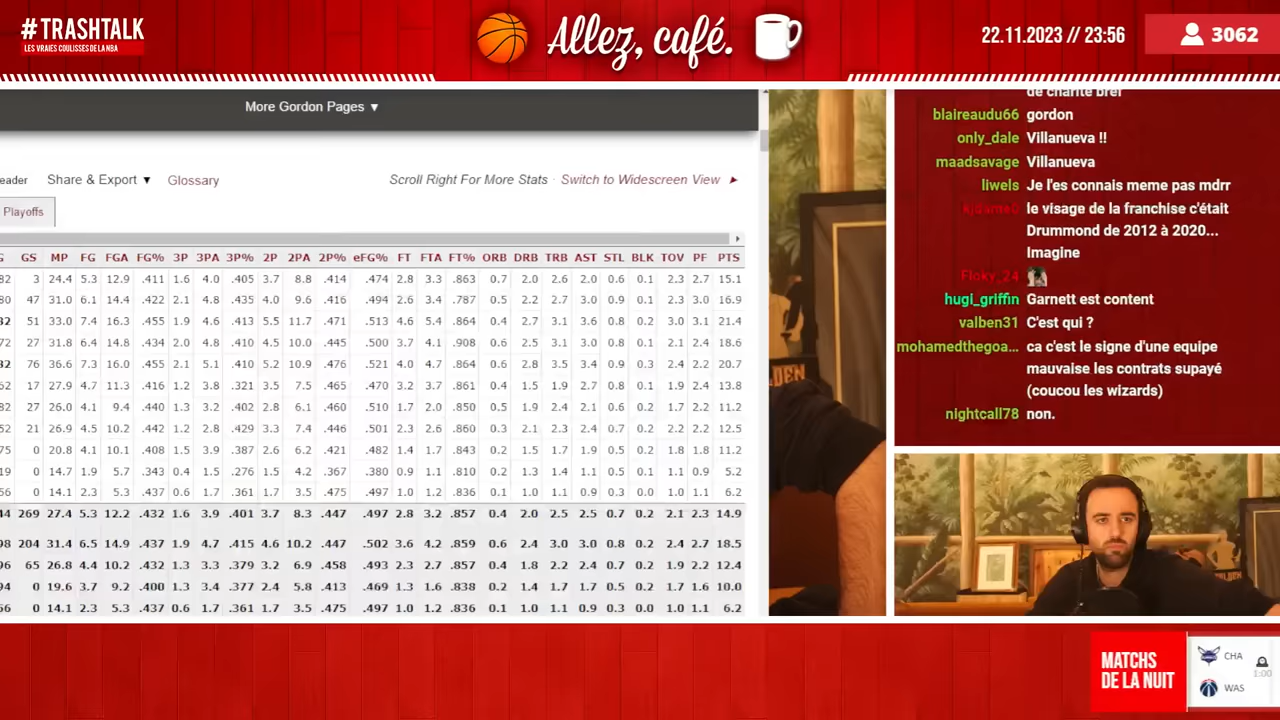 #TRASHTALK
LES VRAIES COULISSES DE LA NBA
Allez, café.
22.11.2023 // 23:56
3062
More Gordon Pages ▼
eader Share & Export ▼ Glossary
Scroll Right For More Stats · Switch to Widescreen View ►
Playoffs
G GS MP FG FGA FG% 3P 3PA 3P% 2P 2PA 2P% eFG% FT FTA FT% ORB DRB TRB AST STL BLK TOV PF PTS
82 3 24.4 5.3 12.9 .411 1.6 4.0 .405 3.7 8.8 .414 .474 2.8 3.3 .863 0.7 2.0 2.6 2.0 0.6 0.1 2.3 2.7 15.1
80 47 31.0 6.1 14.4 .422 2.1 4.8 .435 4.0 9.6 .416 .494 2.6 3.4 .787 0.5 2.2 2.7 3.0 0.9 0.1 2.3 3.0 16.9
82 51 33.0 7.4 16.3 .455 1.9 4.6 .413 5.5 11.7 .471 .513 4.6 5.4 .864 0.4 2.7 3.1 3.6 0.8 0.2 3.0 3.1 21.4
72 27 31.8 6.4 14.8 .434 2.0 4.8 .410 4.5 10.0 .445 .500 3.7 4.1 .908 0.6 2.5 3.1 3.0 0.8 0.1 2.1 2.4 18.6
82 76 36.6 7.3 16.0 .455 2.1 5.1 .410 5.2 10.9 .476 .521 4.0 4.7 .864 0.6 2.8 3.5 3.4 0.9 0.3 2.4 2.2 20.7
62 17 27.9 4.7 11.3 .416 1.2 3.8 .321 3.5 7.5 .465 .470 3.2 3.7 .861 0.4 1.5 1.9 2.7 0.8 0.1 1.9 2.4 13.8
82 27 26.0 4.1 9.4 .440 1.3 3.2 .402 2.8 6.1 .460 .510 1.7 2.0 .850 0.5 1.9 2.4 2.1 0.6 0.2 1.7 2.2 11.2
52 21 26.9 4.5 10.2 .442 1.2 2.8 .429 3.3 7.4 .446 .501 2.3 2.6 .860 0.3 2.1 2.3 2.4 0.7 0.2 2.2 2.2 12.5
75 0 20.8 4.1 10.1 .408 1.5 3.9 .387 2.6 6.2 .421 .482 1.4 1.7 .843 0.2 1.5 1.7 1.9 0.5 0.2 1.8 1.8 11.2
19 0 14.7 1.9 5.7 .343 0.4 1.5 .276 1.5 4.2 .367 .380 0.9 1.1 .810 0.2 1.3 1.4 1.1 0.5 0.1 1.1 0.9 5.2
56 0 14.1 2.3 5.3 .437 0.6 1.7 .361 1.7 3.5 .475 .497 1.0 1.2 .836 0.1 1.0 1.1 0.9 0.3 0.0 1.0 1.1 6.2
44 269 27.4 5.3 12.2 .432 1.6 3.9 .401 3.7 8.3 .447 .497 2.8 3.2 .857 0.4 2.0 2.5 2.5 0.7 0.2 2.1 2.3 14.9
98 204 31.4 6.5 14.9 .437 1.9 4.7 .415 4.6 10.2 .447 .502 2.6 1.2 .859 0.6 2.4 3.0 3.0 0.8 0.2 2.4 2.7 18.5
96 65 26.8 4.4 10.2 .432 1.3 3.3 .379 3.2 6.9 .458 .493 2.3 2.7 .857 0.4 1.8 2.2 2.4 0.7 0.2 1.9 2.2 12.4
94 0 19.6 3.7 9.2 .400 1.3 3.4 .377 2.4 5.8 .413 .469 1.3 1.6 .838 0.2 1.4 1.7 1.7 0.5 0.2 1.7 1.6 10.0
56 0 14.1 2.3 5.3 .437 0.6 1.7 .361 1.7 3.5 .475 .497 1.0 1.2 .836 0.1 1.0 1.1 0.9 0.3 0.0 1.0 1.1 6.2
de charité bref
blaireaudu66 gordon
only_dale Villanueva !!
maadsavage Villanueva
liwels Je l'es connais meme pas mdrr
le visage de la franchise c'était
Drummond de 2012 à 2020...
Imagine
Floky_24
hugi_griffin Garnett est content
valben31 C'est qui ?
mohamedthegoa... ca c'est le signe d'une equipe
mauvaise les contrats supayé
(coucou les wizards)
nightcall78 non.
MATCHS
DE LA NUIT
CHA
1:00
WAS